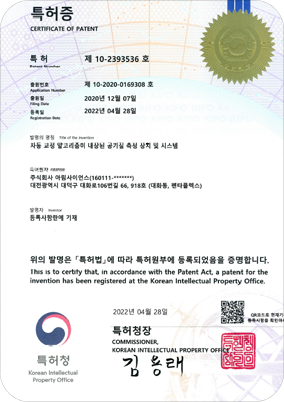 특허증
CERTIFICATE OF PATENT
특 허 제 10-2393536 호
Patent Number
출원번호 제 10-2020-0169308 호
Application Number
출원일 2020년 12월 07일
Filing Date
등록일 2022년 04월 28일
Registration Date
발명의 명칭 Title of the Invention
자동 교정 알고리즘이 내장된 공기질 측정 장치 및 시스템
특허권자 Patentee
주식회사 아림사이언스(160111-*******)
대전광역시 대덕구 대화로106번길 66, 918호 (대화동, 펜타플렉스)
발명자 Inventor
등록사항란에 기재
위의 발명은 「특허법」에 따라 특허원부에 등록되었음을 증명합니다.
This is to certify that, in accordance with the Patent Act, a patent for the
invention has been registered at the Korean Intellectual Property Office.
2022년 04월 28일
특허청장
COMMISSIONER,
KOREAN INTELLECTUAL PROPERTY OFFICE
김용래
특허청
Korean Intellectual
Property Office
QR코드로 현재기